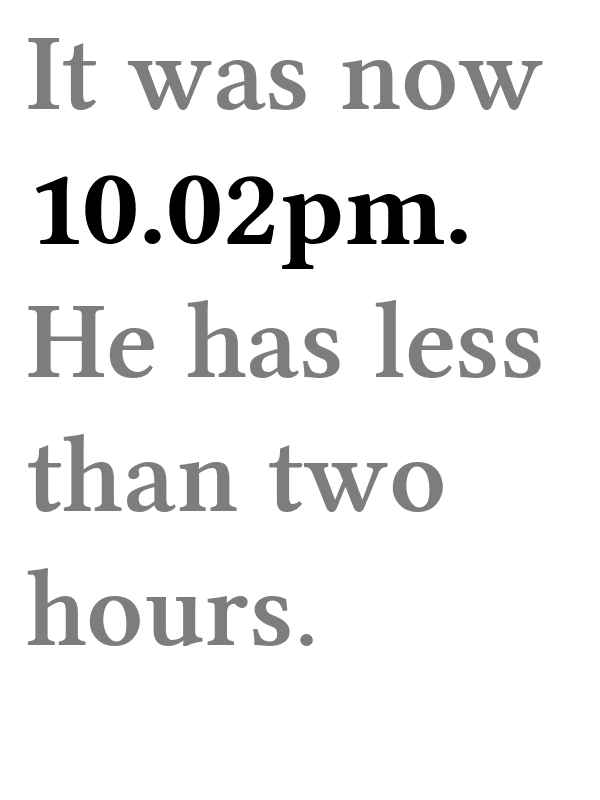 It was now
10.02pm.
He has less
than two
hours.